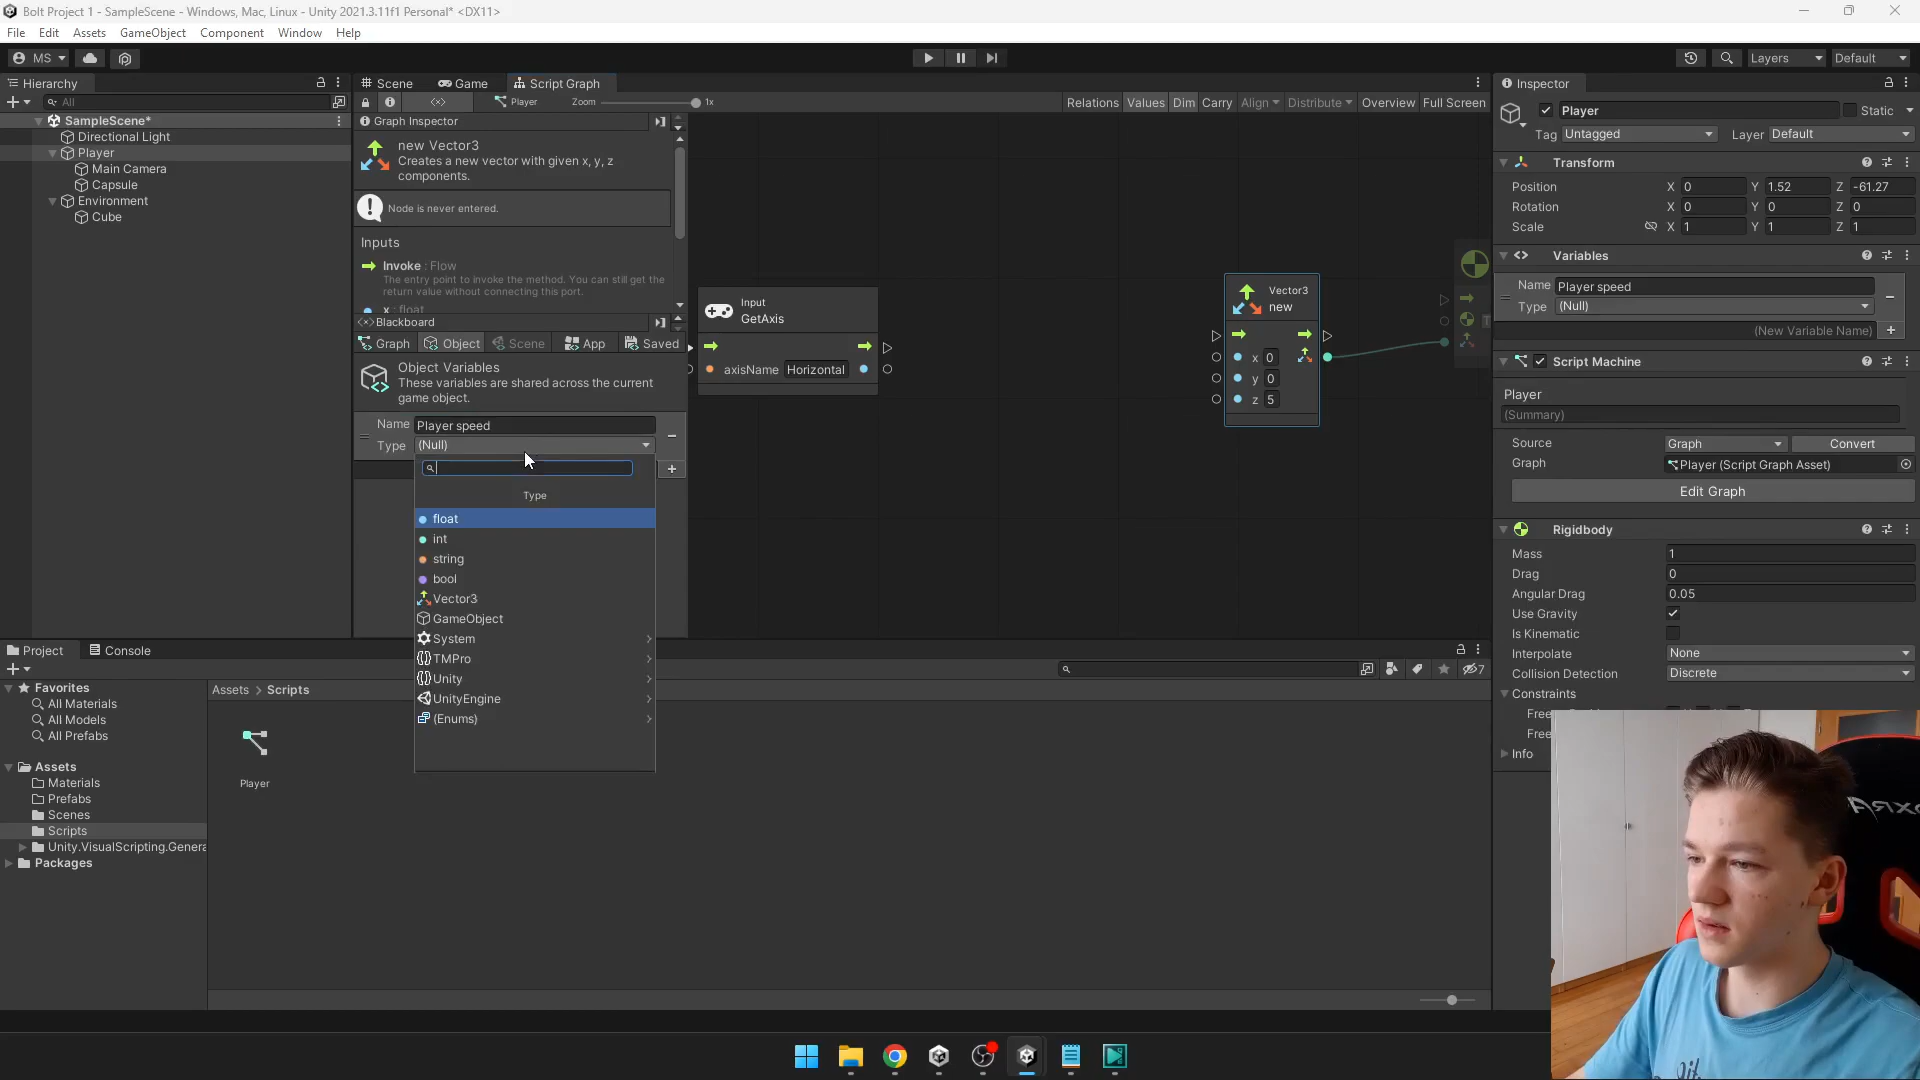 Bolt Project 1 - SampleScene - Windows, Mac, Linux - Unity 2021.3.11f1 Personal* <DX11>
File Edit Assets GameObject Component Window Help
MS
Layers
Default
Hierarchy
All
SampleScene*
Directional Light
Player
Main Camera
Capsule
Environment
Cube
Scene Game Script Graph
Player Zoom 1x
Relations Values Dim Carry Align Distribute Overview Full Screen
Graph Inspector
new Vector3
Creates a new vector with given x, y, z
components.
Node is never entered.
Inputs
Invoke : Flow
The entry point to invoke the method. You can still get the
return value without connecting this port.
x : float
Blackboard
Graph Object Scene App Saved
Object Variables
These variables are shared across the current
game object.
Name Player speed
Type (Null)
Type
float
int
string
bool
Vector3
GameObject
System
TMPro
Unity
UnityEngine
(Enums)
Input
GetAxis
axisName Horizontal
Vector3
new
x 0
y 0
z 5
Inspector
Player
Static
Tag Untagged
Layer Default
Transform
Position X 0 Y 1.52 Z -61.27
Rotation X 0 Y 0 Z 0
Scale X 1 Y 1 Z 1
Variables
Name Player speed
Type (Null)
(New Variable Name)
Script Machine
Player
(Summary)
Source Graph Convert
Graph Player (Script Graph Asset)
Edit Graph
Rigidbody
Mass 1
Drag 0
Angular Drag 0.05
Use Gravity
Is Kinematic
Interpolate None
Collision Detection Discrete
Constraints
Info
Project Console
7
Favorites
All Materials
All Models
All Prefabs
Assets
Materials
Prefabs
Scenes
Scripts
Unity.VisualScripting.Genera
Packages
Assets > Scripts
Player